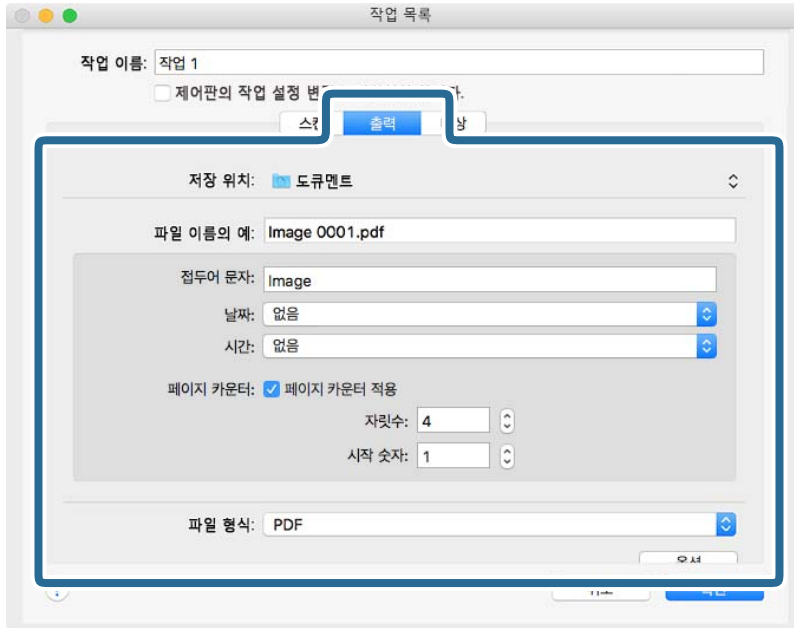 작업 목록
작업 이름: 작업 1
제어판의 작업 설정
출력
저장 위치: 도큐멘트
파일 이름의 예: Image 0001.pdf
접두어 문자: Image
날짜: 없음
시간: 없음
페이지 카운터: 페이지 카운터 적용
자릿수: 4
시작 숫자: 1
파일 형식: PDF